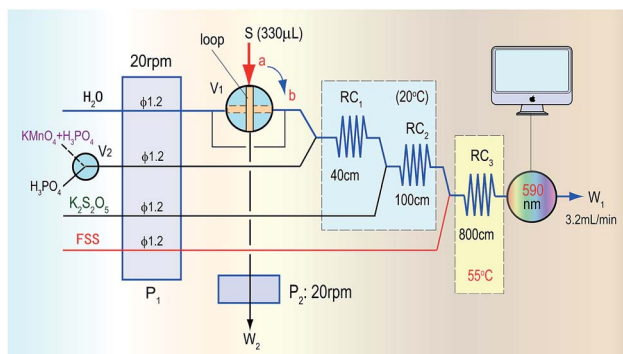 S (330µL)
loop
20rpm
a
V₁
b
H₂O
ϕ1.2
RC₁
(20°C)
RC₂
KMnO₄+H₃PO₄
V₂
ϕ1.2
40cm
RC₃
590
nm
W₁
H₃PO₄
100cm
3.2mL/min
K₂S₂O₅
ϕ1.2
800cm
FSS
ϕ1.2
55°C
P₁
P₂: 20rpm
W₂